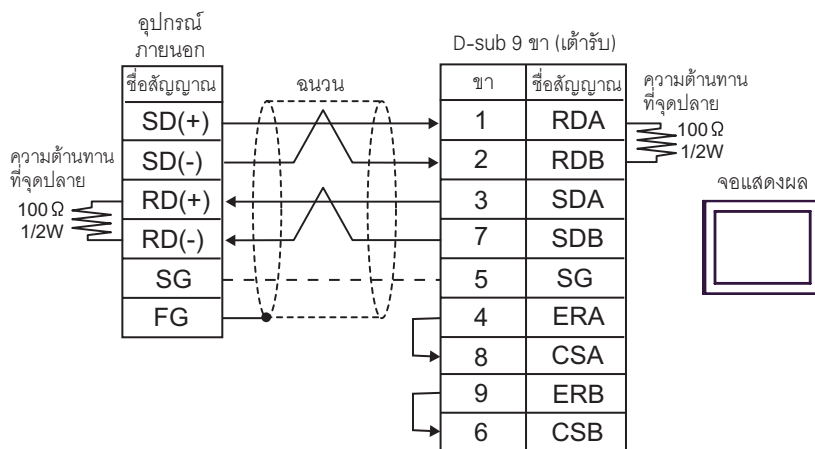 อุปกรณ์
ภายนอก
D-sub 9 ขา (เต้ารับ)
ชื่อสัญญาณ
ฉนวน
ขา
ชื่อสัญญาณ
ความต้านทาน
ที่จุดปลาย
SD(+)
1
RDA
100 Ω
1/2W
SD(-)
2
RDB
ความต้านทาน
ที่จุดปลาย
100 Ω
1/2W
RD(+)
3
SDA
จอแสดงผล
RD(-)
7
SDB
SG
5
SG
FG
4
ERA
8
CSA
9
ERB
6
CSB